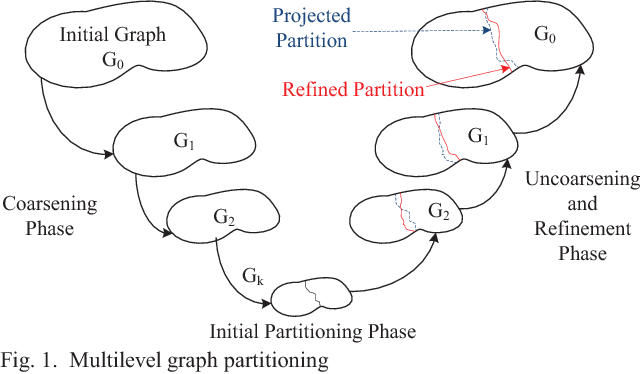 Initial Graph
G0
Projected
Partition
G0
Refined Partition
G1
G1
Coarsening
Phase
G2
G2
Uncoarsening
and
Refinement
Phase
Gk
Initial Partitioning Phase
Fig. 1. Multilevel graph partitioning